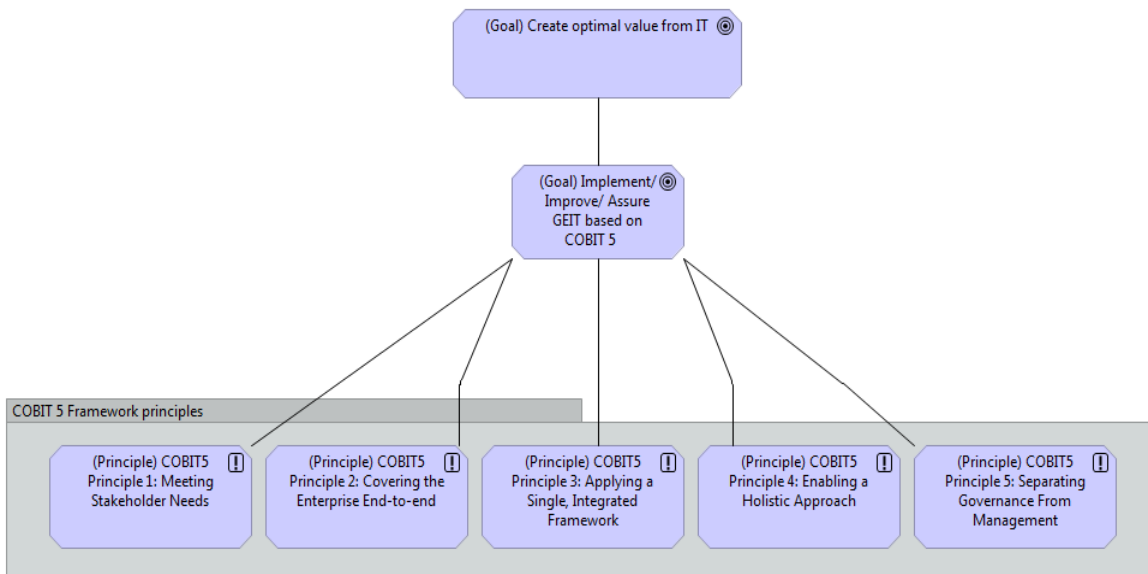 (Goal) Create optimal value from IT
(Goal) Implement/
Improve/ Assure
GEIT based on
COBIT 5
COBIT 5 Framework principles
(Principle) COBIT5
Principle 1: Meeting
Stakeholder Needs
(Principle) COBIT5
Principle 2: Covering the
Enterprise End-to-end
(Principle) COBIT5
Principle 3: Applying a
Single, Integrated
Framework
(Principle) COBIT5
Principle 4: Enabling a
Holistic Approach
(Principle) COBIT5
Principle 5: Separating
Governance From
Management